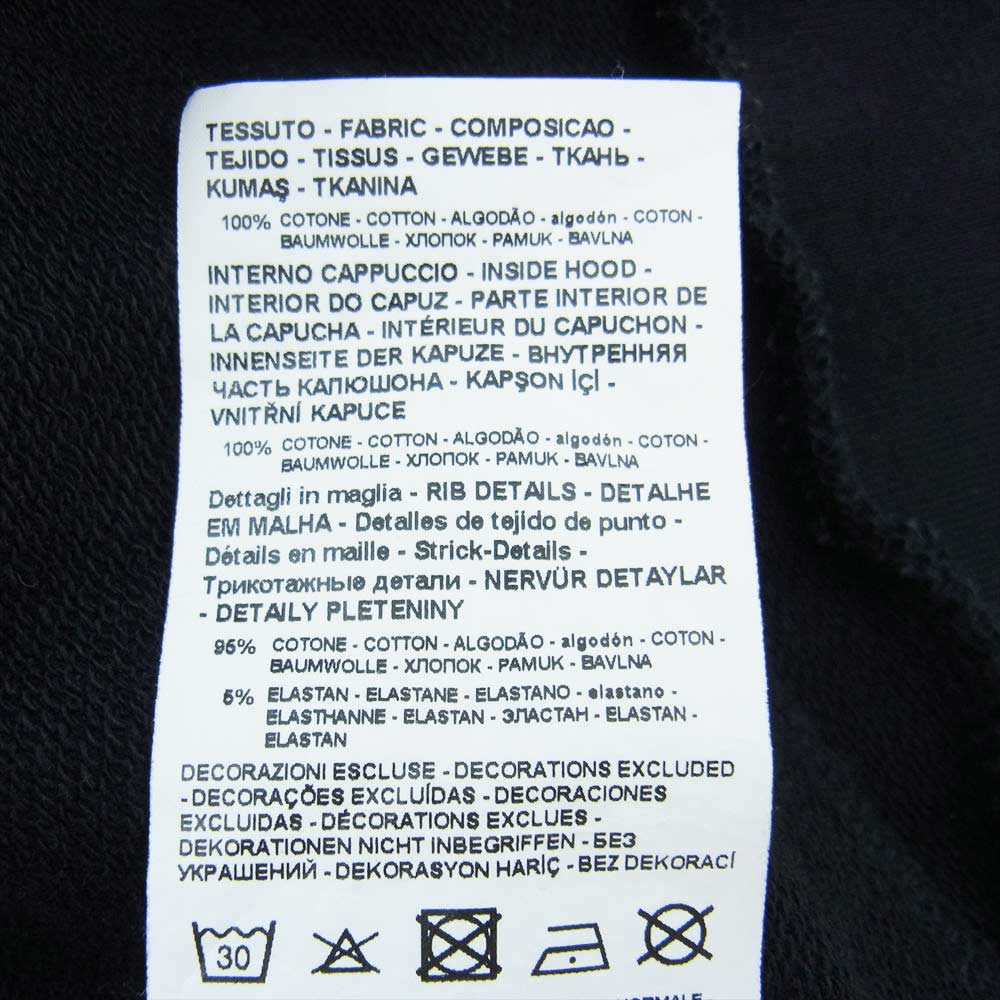 TESSUTO - FABRIC - COMPOSICAO -
TEJIDO - TISSUS - GEWEBE - ТКАНЬ -
KUMAŞ - TKANINA
100% COTONE - COTTON - ALGODÃO - algodón - COTON -
BAUMWOLLE - ХЛОПОК - PAMUK - BAVLNA
INTERNO CAPPUCCIO - INSIDE HOOD -
INTERIOR DO CAPUZ - PARTE INTERIOR DE
LA CAPUCHA - INTÉRIEUR DU CAPUCHON -
INNENSEITE DER KAPUZE - ВНУТРЕННЯЯ
ЧАСТЬ КАПЮШОНА - KAPŞON İÇİ -
VNITŘNÍ KAPUCE
100% COTONE - COTTON - ALGODÃO - algodón - COTON -
BAUMWOLLE - ХЛОПОК - PAMUK - BAVLNA
Dettagli in maglia - RIB DETAILS - DETALHE
EM MALHA - Detalles de tejido de punto -
Détails en maille - Strick-Details -
Трикотажные детали - NERVÜR DETAYLAR
- DETAILY PLETENINY
95% COTONE - COTTON - ALGODÃO - algodón - COTON -
BAUMWOLLE - ХЛОПОК - PAMUK - BAVLNA
5% ELASTAN - ELASTANE - ELASTANO - elastano -
ELASTHANNE - ELASTAN - ЭЛАСТАН - ELASTAN -
ELASTAN
DECORAZIONI ESCLUSE - DECORATIONS EXCLUDED
- DECORAÇÕES EXCLUÍDAS - DECORACIONES
EXCLUIDAS - DÉCORATIONS EXCLUES -
DEKORATIONEN NICHT INBEGRIFFEN - БЕЗ
УКРАШЕНИЙ - DEKORASYON HARİÇ - BEZ DEKORACÍ
30